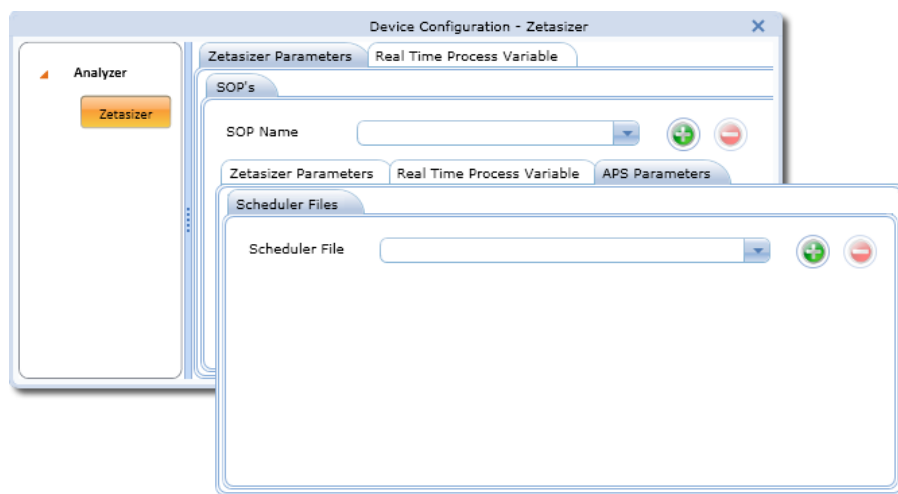 Device Configuration - Zetasizer
Analyzer
Zetasizer
Zetasizer Parameters Real Time Process Variable
SOP's
SOP Name
Zetasizer Parameters Real Time Process Variable APS Parameters
Scheduler Files
Scheduler File